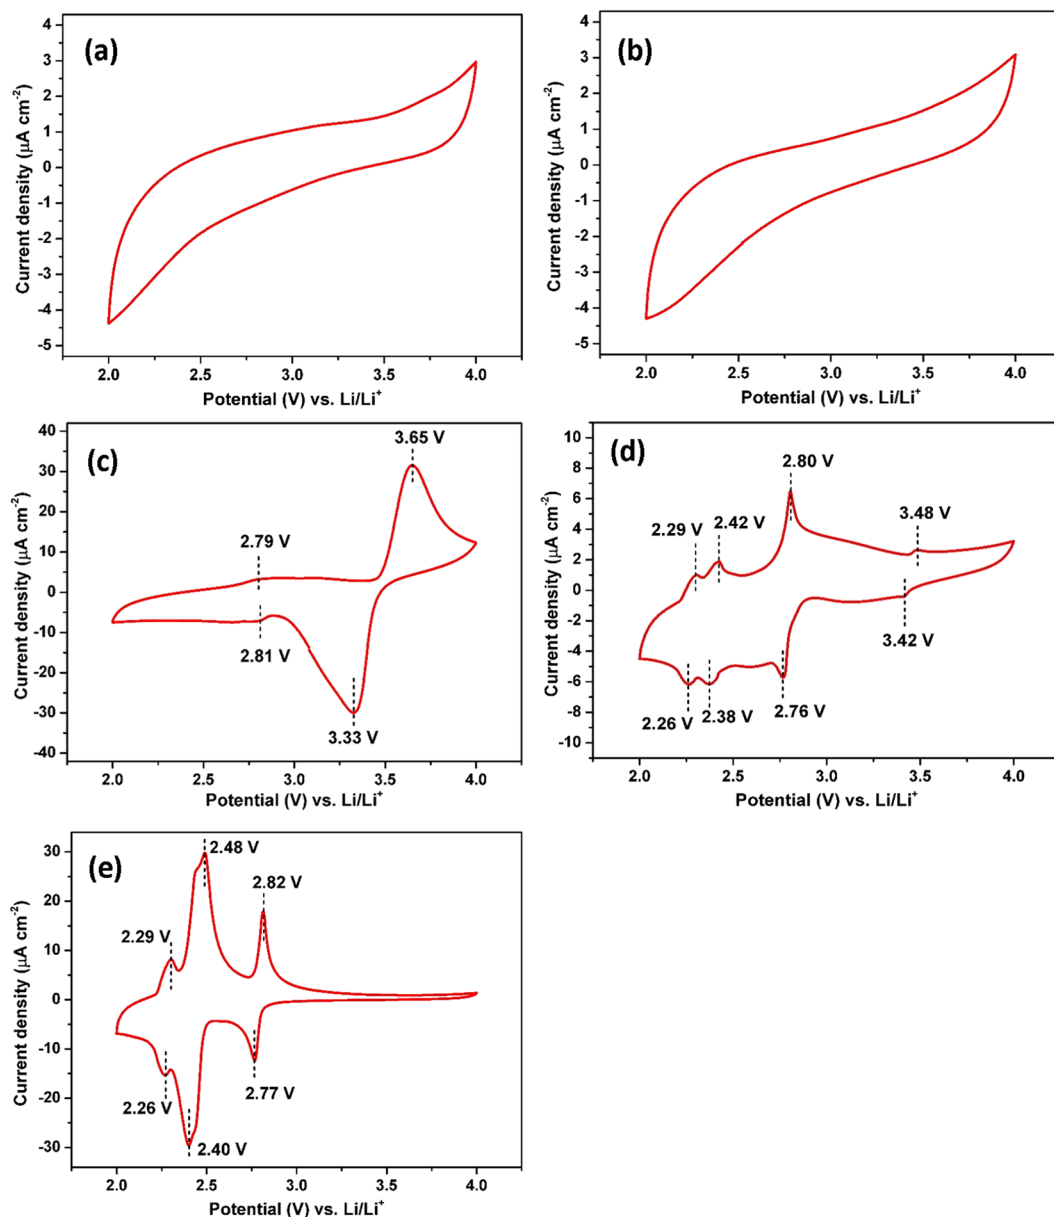 (a)
Current density (μA cm⁻²)
4
3
2
1
0
-1
-2
-3
-4
-5
2.0 2.5 3.0 3.5 4.0
Potential (V) vs. Li/Li⁺
(b)
Current density (μA cm⁻²)
4
3
2
1
0
-1
-2
-3
-4
-5
2.0 2.5 3.0 3.5 4.0
Potential (V) vs. Li/Li⁺
(c)
Current density (μA cm⁻²)
40
30
20
10
0
-10
-20
-30
-40
3.65 V
2.79 V
2.81 V
3.33 V
2.0 2.5 3.0 3.5 4.0
Potential (V) vs. Li/Li⁺
(d)
Current density (μA cm⁻²)
10
8
6
4
2
0
-2
-4
-6
-8
-10
2.80 V
2.29 V 2.42 V 3.48 V
3.42 V
2.26 V 2.38 V 2.76 V
2.0 2.5 3.0 3.5 4.0
Potential (V) vs. Li/Li⁺
(e)
Current density (μA cm⁻²)
30
20
10
0
-10
-20
-30
2.48 V
2.82 V
2.29 V
2.77 V
2.26 V
2.40 V
2.0 2.5 3.0 3.5 4.0
Potential (V) vs. Li/Li⁺